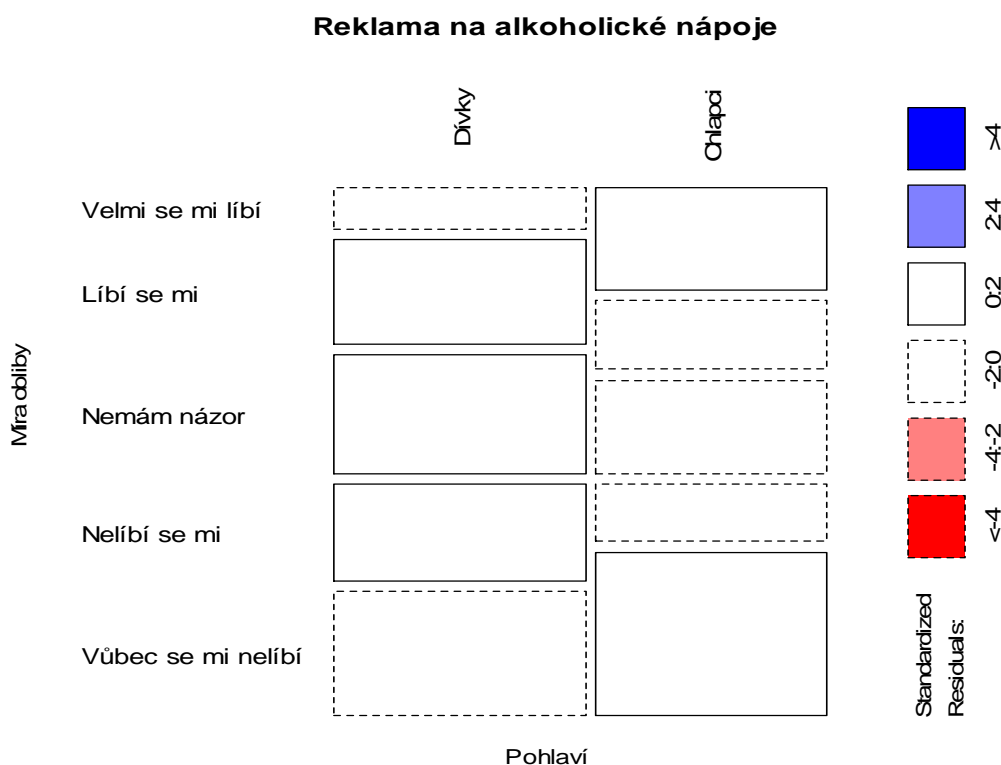 Reklama na alkoholické nápoje
Dívky
Chlapci
Velmi se mi líbí
Líbí se mi
Nemám názor
Nelíbí se mi
Vůbec se mi nelíbí
Míra obliby
Pohlaví
>4
2:4
0:2
-2:0
-4:-2
<-4
Standardized
Residuals: